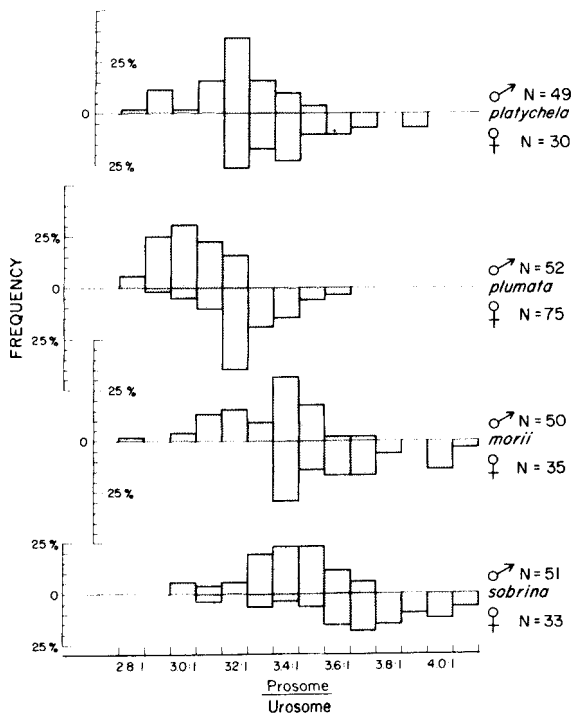 25%
0
25%
♂ N = 49
platychela
♀ N = 30
25%
0
25%
♂ N = 52
plumata
♀ N = 75
FREQUENCY
25%
0
25%
♂ N = 50
morii
♀ N = 35
25%
0
25%
♂ N = 51
sobrina
♀ N = 33
2.8:1 3.0:1 3.2:1 3.4:1 3.6:1 3.8:1 4.0:1
Prosome
Urosome